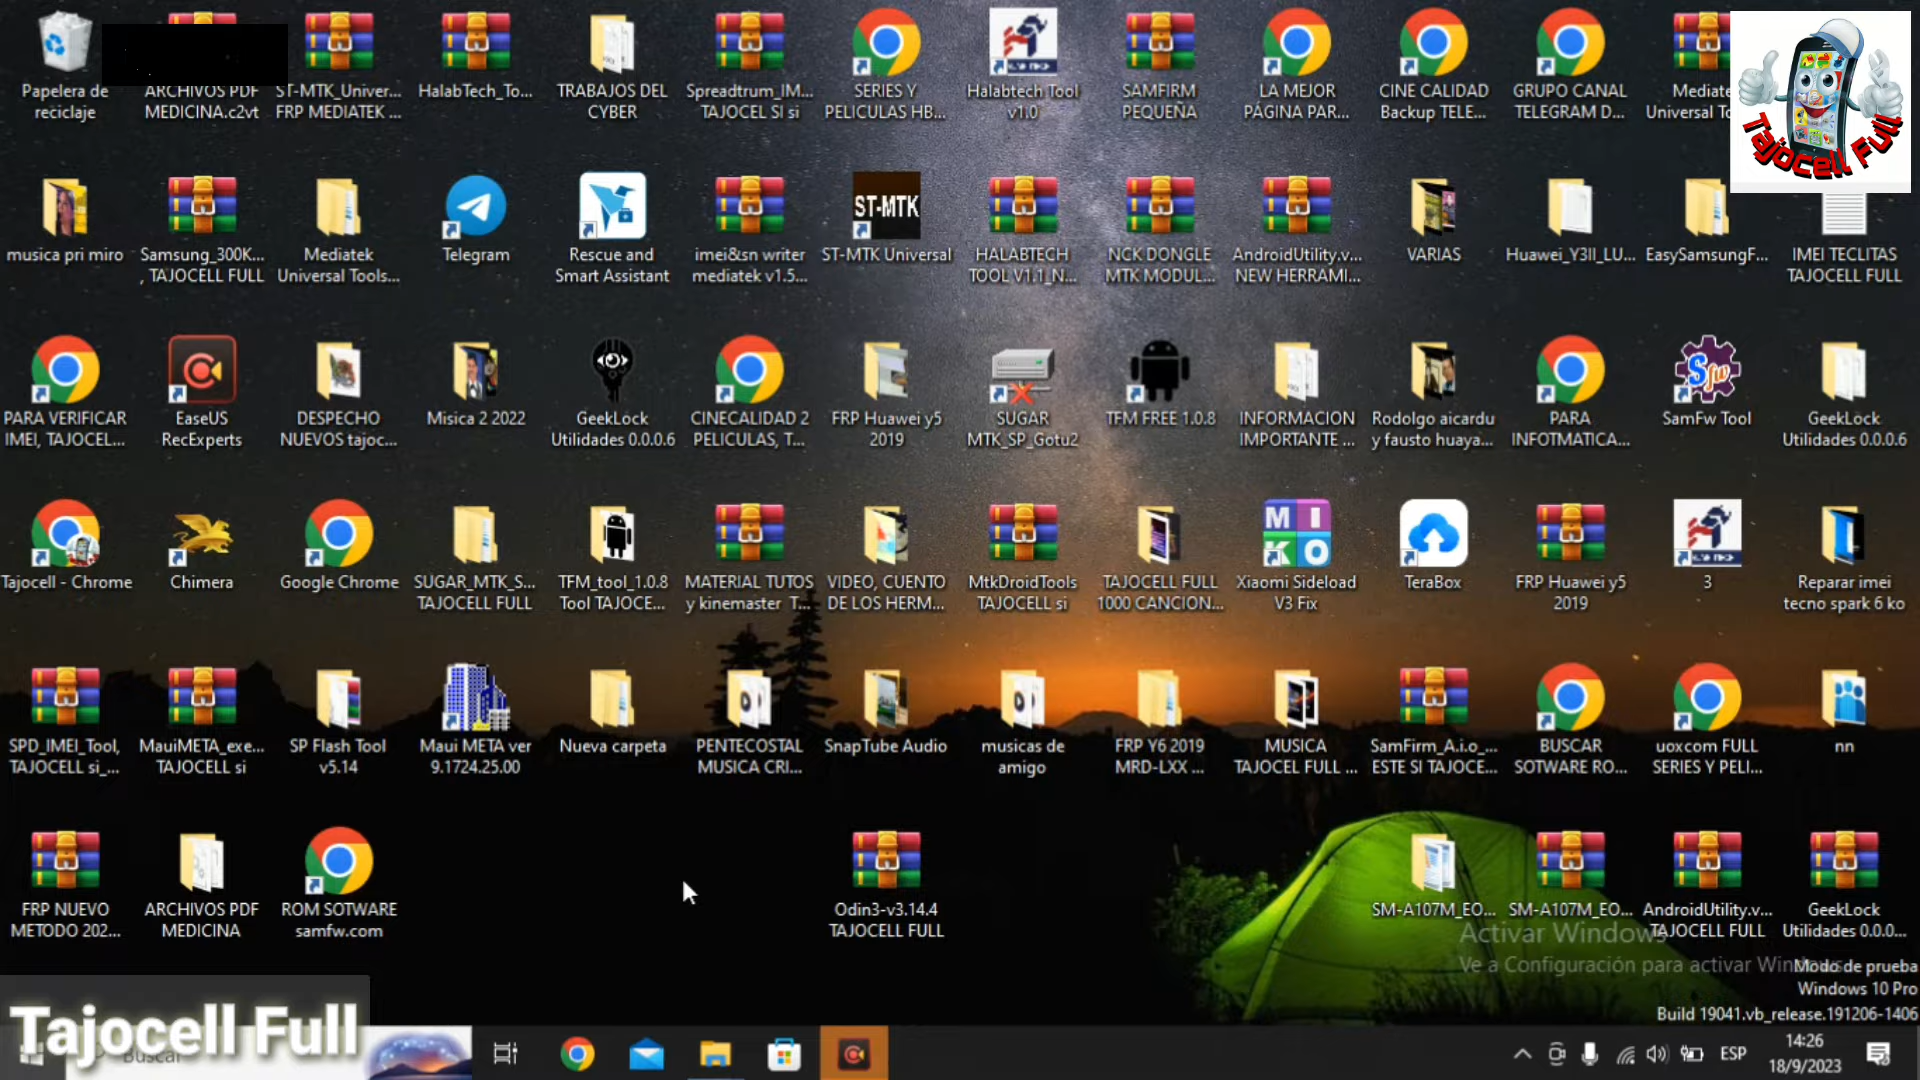 Papelera de
reciclaje
ARCHIVOS PDF
MEDICINA.c2vt
ST-MTK_Univer...
FRP MEDIATEK ...
HalabTech_To...
TRABAJOS DEL
CYBER
Spreadtrum_IM...
TAJOCEL SI si
SERIES Y
PELICULAS HB...
Halabtech Tool
v1.0
SAMFIRM
PEQUEÑA
LA MEJOR
PÁGINA PAR...
CINE CALIDAD
Backup TELE...
GRUPO CANAL
TELEGRAM D...
Mediate
Universal To
Tajocell Full
musica pri miro
Samsung_300K...
, TAJOCELL FULL
Mediatek
Universal Tools...
Telegram
Rescue and
Smart Assistant
imei&sn writer
mediatek v1.5...
ST-MTK
ST-MTK Universal
HALABTECH
TOOL V1.1_N...
NCK DONGLE
MTK MODUL...
AndroidUtility.v...
NEW HERRAMI...
VARIAS
Huawei_Y3II_LU...
EasySamsungF...
IMEI TECLITAS
TAJOCELL FULL
PARA VERIFICAR
IMEI, TAJOCEL...
EaseUS
RecExperts
DESPECHO
NUEVOS tajoc...
Misica 2 2022
GeekLock
Utilidades 0.0.0.6
CINECALIDAD 2
PELICULAS, T...
FRP Huawei y5
2019
SUGAR
MTK_SP_Gotu2
TFM FREE 1.0.8
INFORMACION
IMPORTANTE ...
Rodolgo aicardu
y fausto huaya...
PARA
INFOTMATICA...
Sfw
SamFw Tool
GeekLock
Utilidades 0.0.0.6
Tajocell - Chrome
Chimera
Google Chrome
SUGAR_MTK_S...
TAJOCELL FULL
TFM_tool_1.0.8
Tool TAJOCE...
MATERIAL TUTOS
y kinemaster T...
VIDEO, CUENTO
DE LOS HERM...
MtkDroidTools
TAJOCELL si
TAJOCELL FULL
1000 CANCION...
MI
KO
Xiaomi Sideload
V3 Fix
TeraBox
FRP Huawei y5
2019
3
Reparar imei
tecno spark 6 ko
SPD_IMEI_Tool,
TAJOCELL si_...
MauiMETA_exe...
TAJOCELL si
SP Flash Tool
v5.14
Maui META ver
9.1724.25.00
Nueva carpeta
PENTECOSTAL
MUSICA CRI...
SnapTube Audio
musicas de
amigo
FRP Y6 2019
MRD-LXX ...
MUSICA
TAJOCEL FULL ...
SamFirm_A.i.o_...
ESTE SI TAJOCE...
BUSCAR
SOTWARE RO...
uoxcom FULL
SERIES Y PELI...
nn
FRP NUEVO
METODO 202...
ARCHIVOS PDF
MEDICINA
ROM SOTWARE
samfw.com
Odin3-v3.14.4
TAJOCELL FULL
SM-A107M_EO...
SM-A107M_EO...
AndroidUtility.v...
TAJOCELL FULL
GeekLock
Utilidades 0.0.0...
Activar Windows
Ve a Configuración para activar Win
Modo de prueba
Windows 10 Pro
Build 19041.vb_release.191206-1406
Tajocell Full
Buscar
ESP
14:26
18/9/2023